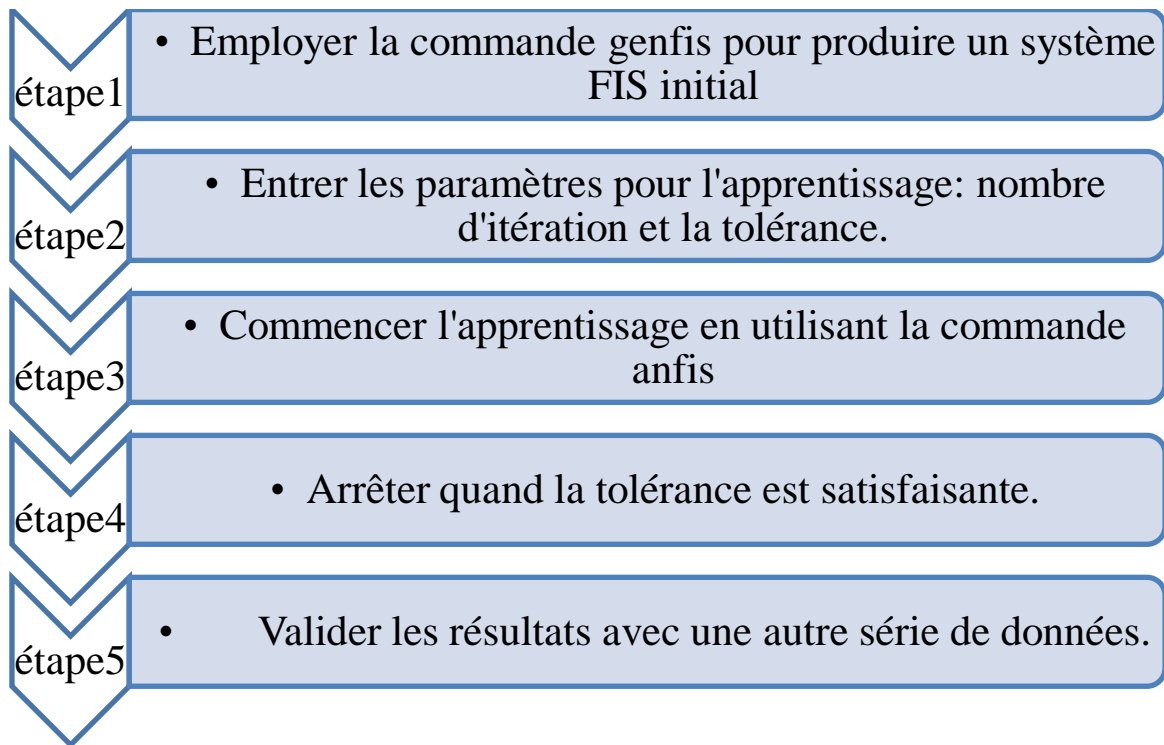 étape1
• Employer la commande genfis pour produire un système
FIS initial
étape2
• Entrer les paramètres pour l'apprentissage: nombre
d'itération et la tolérance.
étape3
• Commencer l'apprentissage en utilisant la commande
anfis
étape4
• Arrêter quand la tolérance est satisfaisante.
étape5
• Valider les résultats avec une autre série de données.